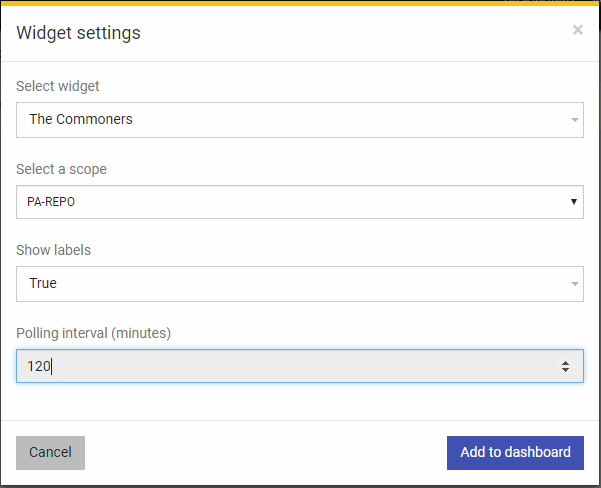 Widget settings
×
Select widget
The Commoners
Select a scope
PA-REPO
Show labels
True
Polling interval (minutes)
120
Cancel
Add to dashboard